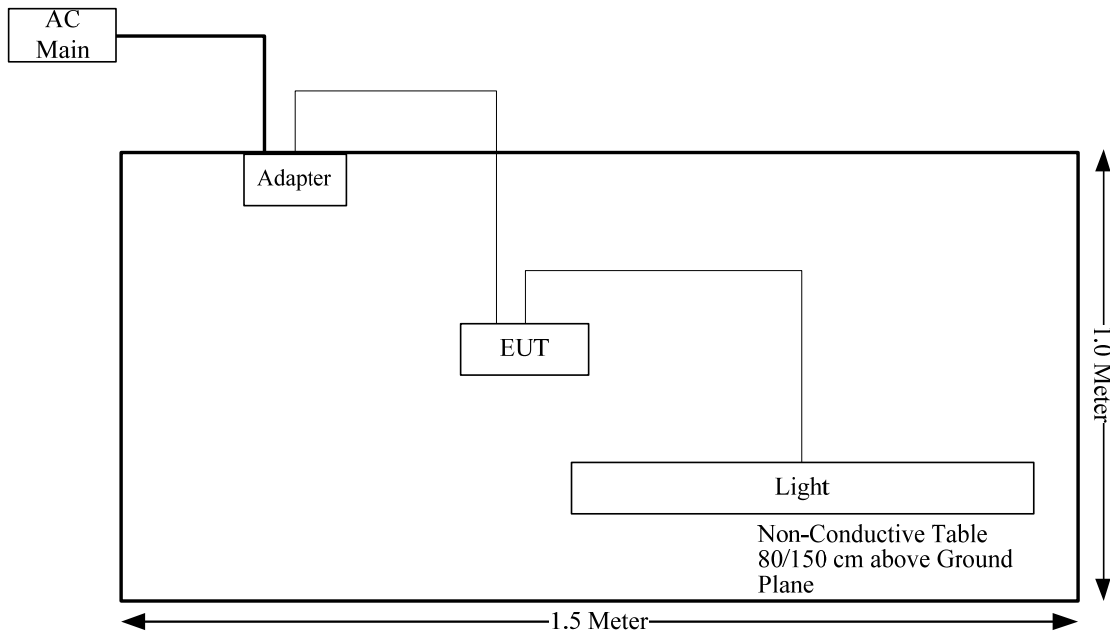 AC
Main
Adapter
EUT
1.0 Meter
Light
Non-Conductive Table
80/150 cm above Ground
Plane
1.5 Meter